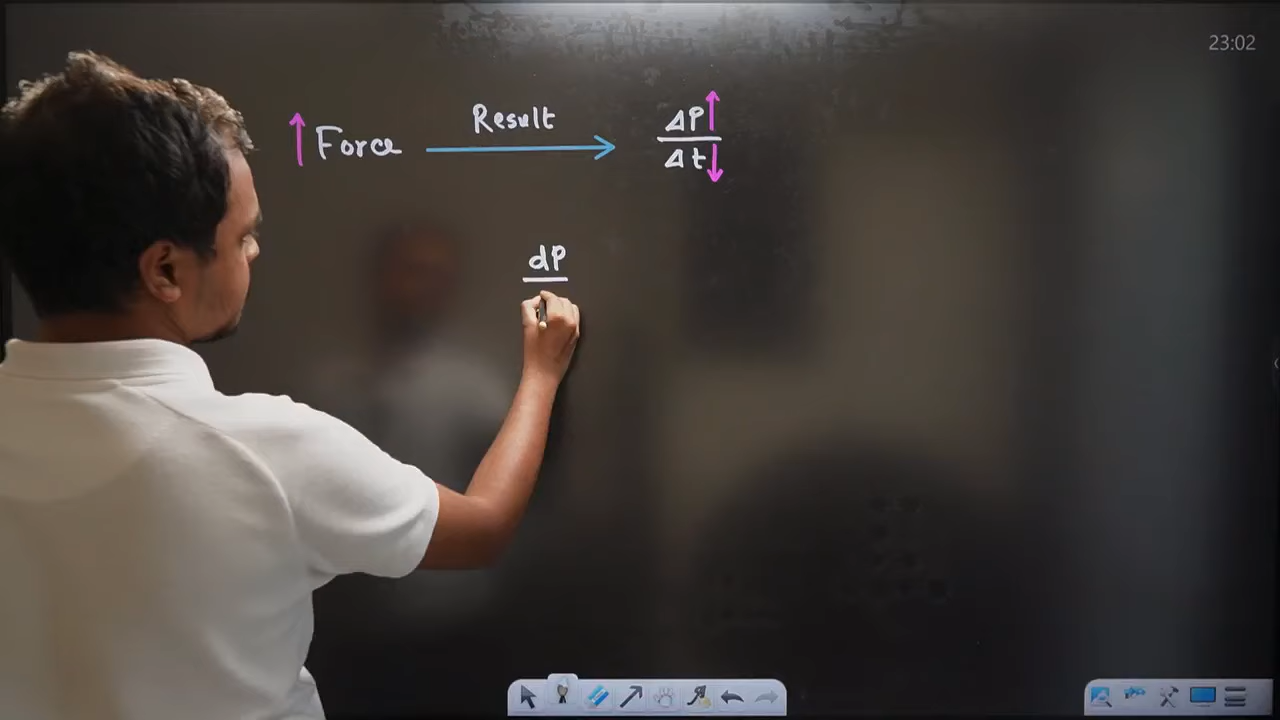 23:02
Result
↑ Force → ΔP↑
Δt↓
dP